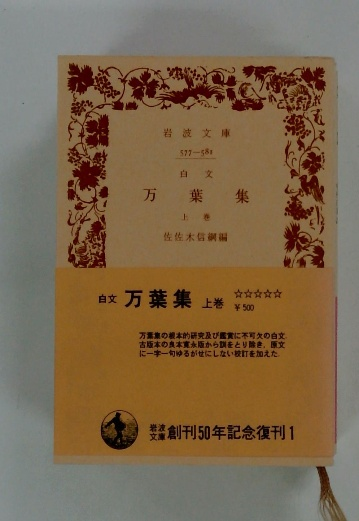 岩波文庫
577—581
白文
万葉集
上巻
佐佐木信綱編
白文 万葉集 上巻 ☆☆☆☆☆
¥500
万葉集の根本的研究及び鑑賞に不可欠の白文
古版本の良本寛永版から訓をとり除き、原文
に一字一句ゆるがせにしない校訂を加えた
岩波文庫 創刊50年記念復刊1